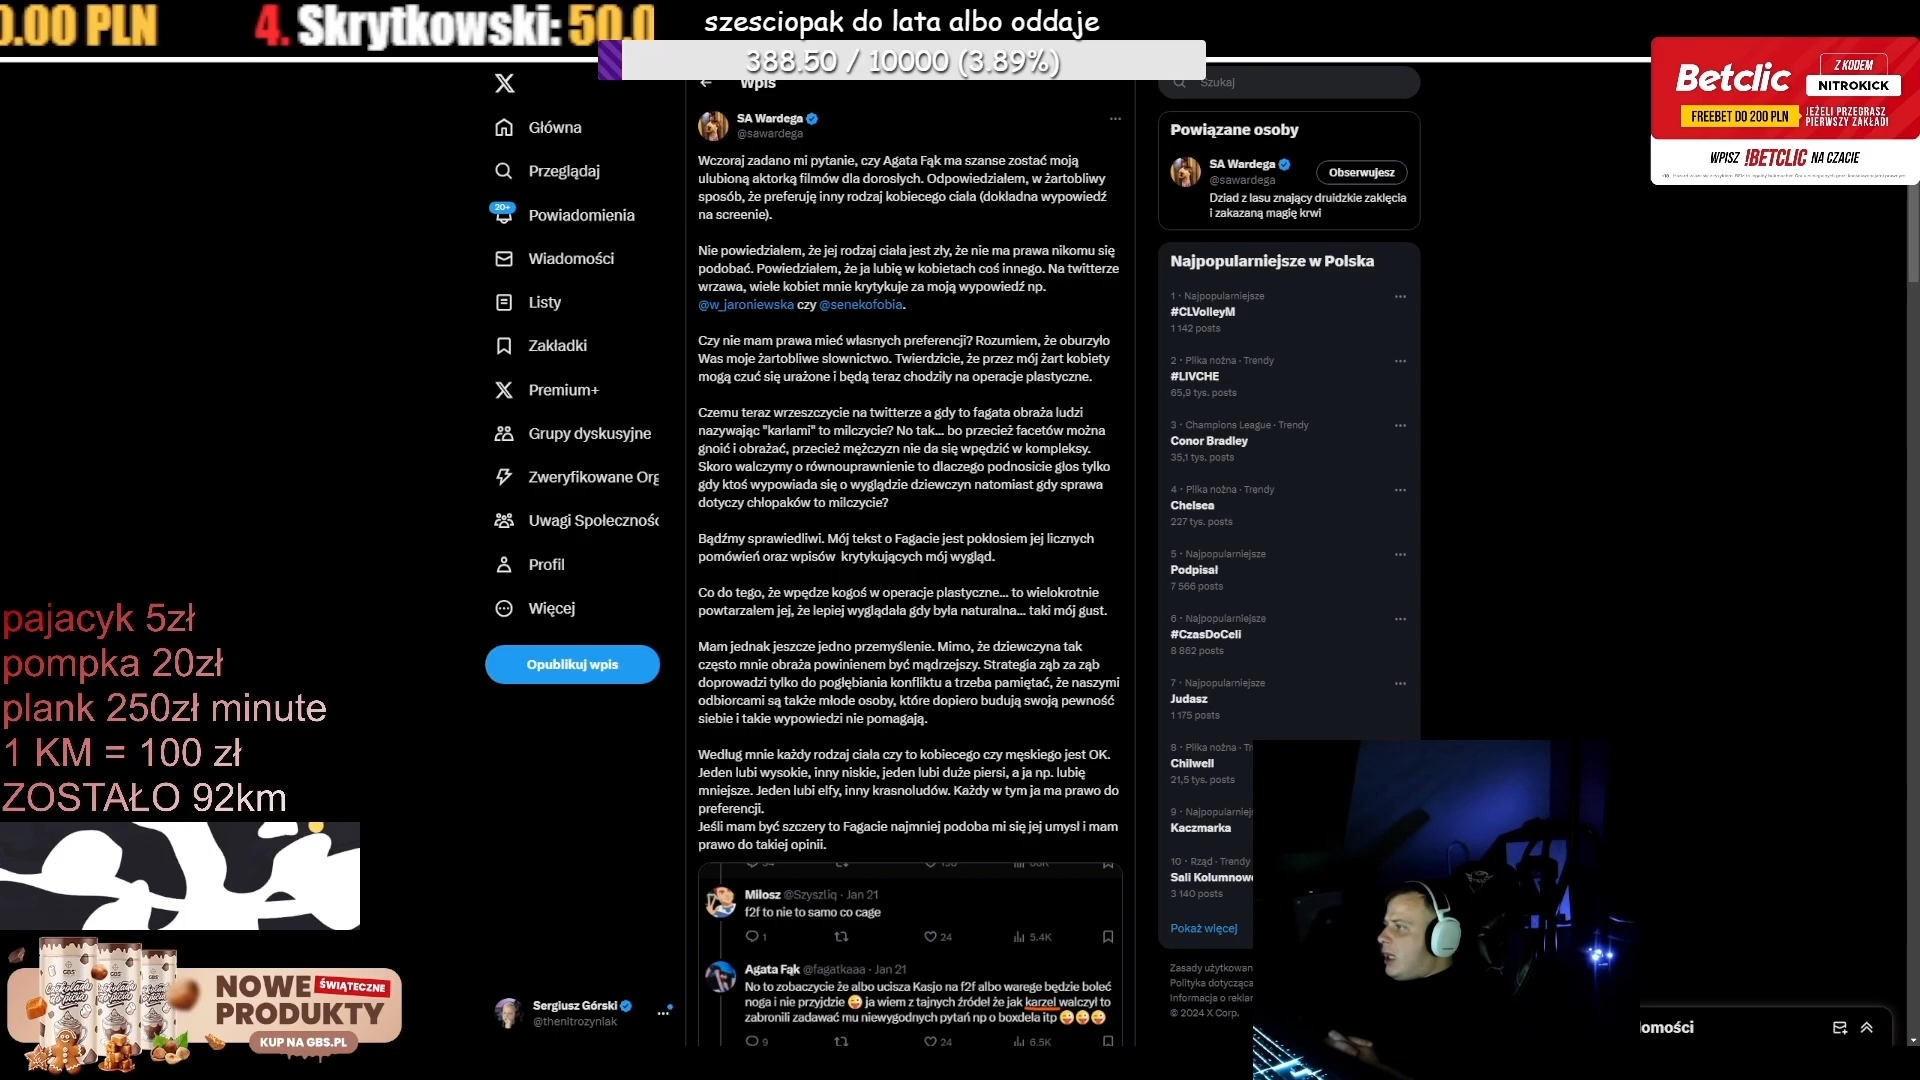 0.00 PLN 4. Skrytkowski: 50.0
szesciopak do lata albo oddaje
388.50 / 10000 (3.89%)
Betclic
Z KODEM
NITROKICK
FREEBET DO 200 PLN
JEŻELI PRZEGRASZ
PIERWSZY ZAKŁAD!
WPISZ !BETCLIC NA CZACIE
Główna
Przeglądaj
20+
Powiadomienia
Wiadomości
Listy
Zakładki
Premium+
Grupy dyskusyjne
Zweryfikowane Org
Uwagi Społecznośc
Profil
Więcej
Opublikuj wpis
Sergiusz Górski
@thenitrozyniak
Wpis
SA Wardega
@sawardega
Wczoraj zadano mi pytanie, czy Agata Fąk ma szanse zostać moją
ulubioną aktorką filmów dla dorosłych. Odpowiedziałem, w żartobliwy
sposób, że preferuję inny rodzaj kobiecego ciała (dokładna wypowiedź
na screenie).
Nie powiedziałem, że jej rodzaj ciała jest zły, że nie ma prawa nikomu się
podobać. Powiedziałem, że ja lubię w kobietach coś innego. Na twitterze
wrzawa, wiele kobiet mnie krytykuje za moją wypowiedź np.
@w_jaroniewska czy @senekofobia.
Czy nie mam prawa mieć własnych preferencji? Rozumiem, że oburzyło
Was moje żartobliwe słownictwo. Twierdzicie, że przez mój żart kobiety
mogą czuć się urażone i będą teraz chodziły na operacje plastyczne.
Czemu teraz wrzeszczycie na twitterze a gdy to fagata obraża ludzi
nazywając "karłami" to milczycie? No tak... bo przecież facetów można
gnoić i obrażać, przecież mężczyzn nie da się wpędzić w kompleksy.
Skoro walczymy o równouprawnienie to dlaczego podnosicie głos tylko
gdy ktoś wypowiada się o wyglądzie dziewczyn natomiast gdy sprawa
dotyczy chłopaków to milczycie?
Bądźmy sprawiedliwi. Mój tekst o Fagacie jest pokłosiem jej licznych
pomówień oraz wpisów krytykujących mój wygląd.
Co do tego, że wpędze kogoś w operacje plastyczne... to wielokrotnie
powtarzałem jej, że lepiej wyglądała gdy była naturalna... taki mój gust.
Mam jednak jeszcze jedno przemyślenie. Mimo, że dziewczyna tak
często mnie obraża powinienem być mądrzejszy. Strategia ząb za ząb
doprowadzi tylko do pogłębiania konfliktu a trzeba pamiętać, że naszymi
odbiorcami są także młode osoby, które dopiero budują swoją pewność
siebie i takie wypowiedzi nie pomagają.
Według mnie każdy rodzaj ciała czy to kobiecego czy męskiego jest OK.
Jeden lubi wysokie, inny niskie, jeden lubi duże piersi, a ja np. lubię
mniejsze. Jeden lubi elfy, inny krasnoludów. Każdy w tym ja ma prawo do
preferencji.
Jeśli mam być szczery to Fagacie najmniej podoba mi się jej umysł i mam
prawo do takiej opinii.
Miłosz @Szyszliq · Jan 21
f2f to nie to samo co cage
1 24 5.4K
Agata Fąk @fagatkaaa · Jan 21
No to zobaczycie że albo ucisza Kasjo na f2f albo warege będzie boleć
noga i nie przyjdzie ja wiem z tajnych źródeł że jak karzel walczył to
zabronili zadawać mu niewygodnych pytań np o boxdela itp
9 24 6.5K
Szukaj
Powiązane osoby
SA Wardega
@sawardega
Obserwujesz
Dziad z lasu znający druidzkie zaklęcia
i zakazaną magię krwi
Najpopularniejsze w Polska
1 · Najpopularniejsze
#CLVolleyM
1 142 posts
2 · Piłka nożna · Trendy
#LIVCHE
65,9 tys. posts
3 · Champions League · Trendy
Conor Bradley
35,1 tys. posts
4 · Piłka nożna · Trendy
Chelsea
227 tys. posts
5 · Najpopularniejsze
Podpisał
7 566 posts
6 · Najpopularniejsze
#CzasDoCeli
8 862 posts
7 · Najpopularniejsze
Judasz
1 175 posts
8 · Piłka nożna · Tr
Chilwell
21,5 tys. posts
9 · Najpopularniejs
Kaczmarka
10 · Rząd · Trendy
Sali Kolumnowe
3 140 posts
Pokaż więcej
Zasady użytkowan
Polityka dotycząca
Informacja o reklan
© 2024 X Corp.
pajacyk 5zł
pompka 20zł
plank 250zł minute
1 KM = 100 zł
ZOSTAŁO 92km
NOWE ŚWIĄTECZNE
PRODUKTY
KUP NA GBS.PL
omości